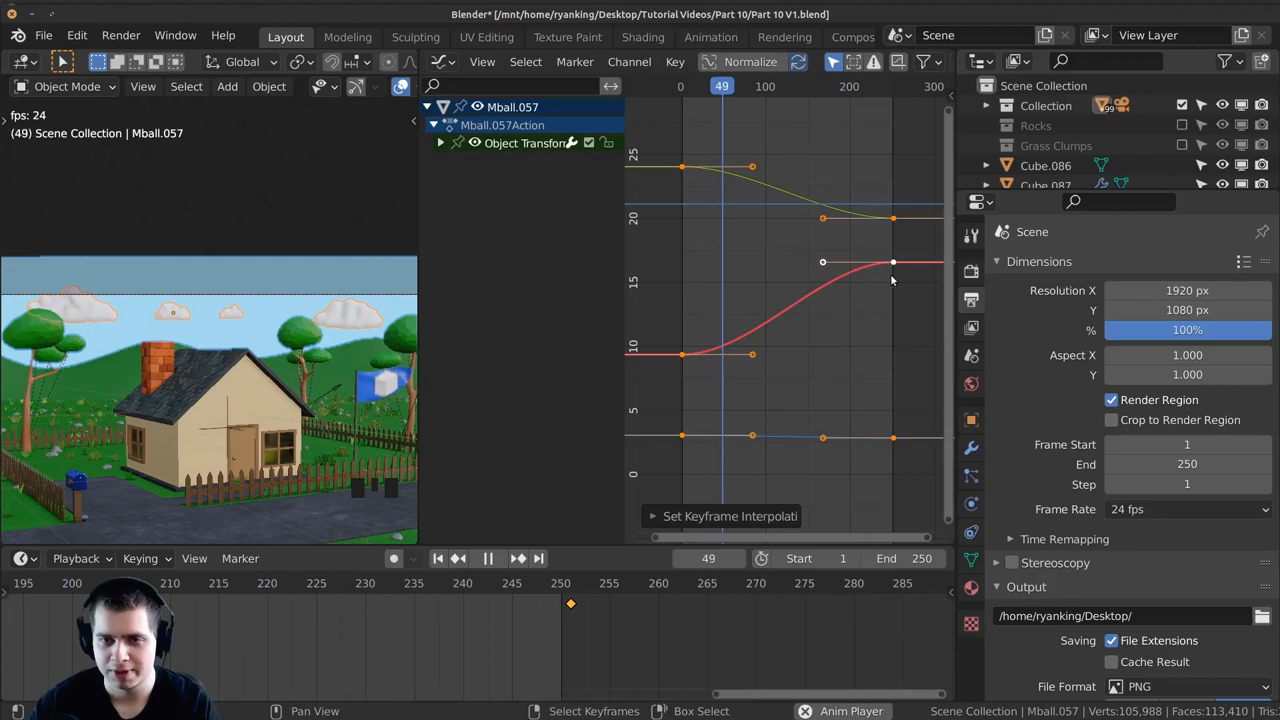 Blender* [/mnt/home/ryanking/Desktop/Tutorial Videos/Part 10/Part 10 V1.blend]
File Edit Render Window Help Layout Modeling Sculpting UV Editing Texture Paint Shading Animation Rendering Compos Scene View Layer
Global View Select Marker Channel Key Normalize
Object Mode View Select Add Object 0 49 100 200 300 Scene Collection
fps: 24
(49) Scene Collection | Mball.057
Mball.057
Mball.057Action
Object Transform
Collection 99
Rocks
Grass Clumps
Cube.086
Cube.087
25
20
15
10
5
0
Scene
Dimensions
Resolution X 1920 px
Y 1080 px
% 100%
Aspect X 1.000
Y 1.000
Render Region
Crop to Render Region
Frame Start 1
End 250
Step 1
Frame Rate 24 fps
Time Remapping
Stereoscopy
Output
/home/ryanking/Desktop/
Saving File Extensions
Cache Result
File Format PNG
Set Keyframe Interpolati
Playback Keying View Marker 49 Start 1 End 250
195 200 205 210 215 220 225 230 235 240 245 250 255 260 265 270 275 280 285
Pan View Select Keyframes Box Select Anim Player Scene Collection | Mball.057 | Verts:105,988 | Faces:113,410 | Tris: